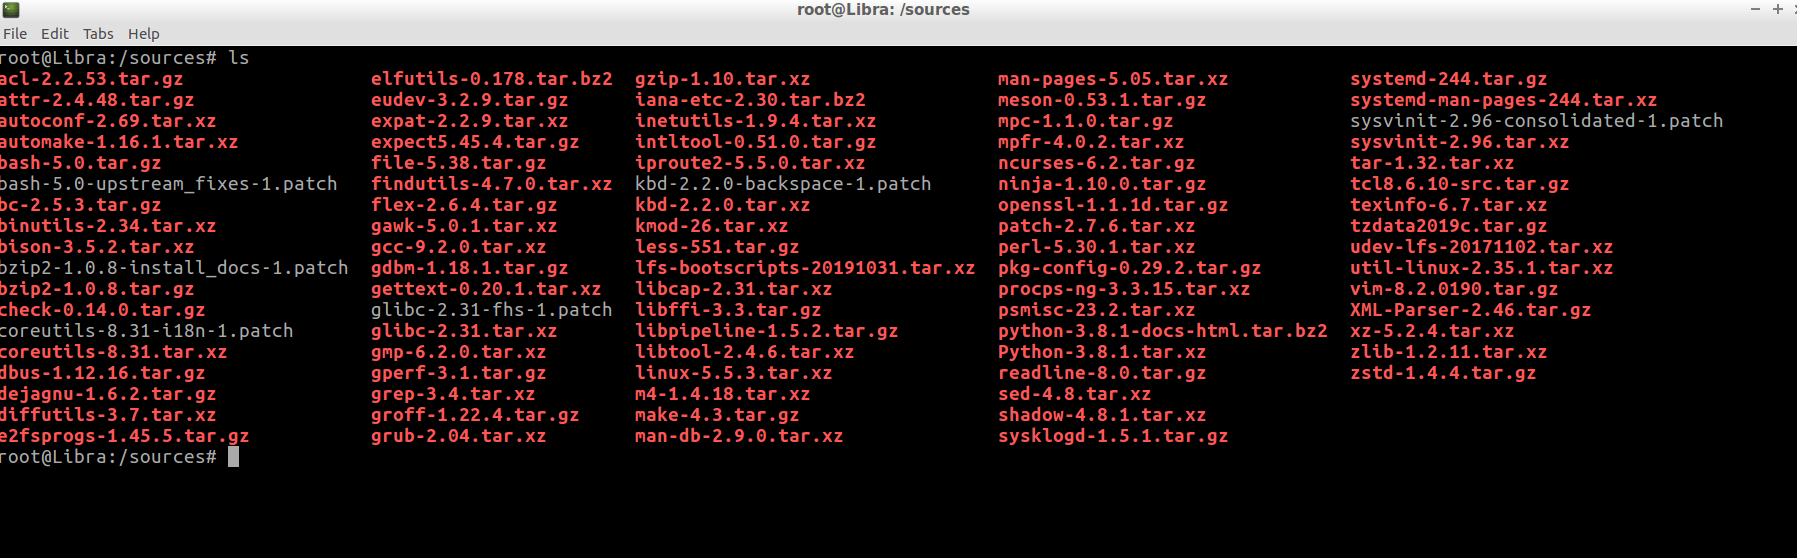 root@Libra: /sources
File Edit Tabs Help
root@Libra:/sources# ls
acl-2.2.53.tar.gz elfutils-0.178.tar.bz2 gzip-1.10.tar.xz man-pages-5.05.tar.xz systemd-244.tar.gz
attr-2.4.48.tar.gz eudev-3.2.9.tar.gz iana-etc-2.30.tar.bz2 meson-0.53.1.tar.gz systemd-man-pages-244.tar.xz
autoconf-2.69.tar.xz expat-2.2.9.tar.xz inetutils-1.9.4.tar.xz mpc-1.1.0.tar.gz sysvinit-2.96-consolidated-1.patch
automake-1.16.1.tar.xz expect5.45.4.tar.gz intltool-0.51.0.tar.gz mpfr-4.0.2.tar.xz sysvinit-2.96.tar.xz
bash-5.0.tar.gz file-5.38.tar.gz iproute2-5.5.0.tar.xz ncurses-6.2.tar.gz tar-1.32.tar.xz
bash-5.0-upstream_fixes-1.patch findutils-4.7.0.tar.xz kbd-2.2.0-backspace-1.patch ninja-1.10.0.tar.gz tcl8.6.10-src.tar.gz
bc-2.5.3.tar.gz flex-2.6.4.tar.gz kbd-2.2.0.tar.xz openssl-1.1.1d.tar.gz texinfo-6.7.tar.xz
binutils-2.34.tar.xz gawk-5.0.1.tar.xz kmod-26.tar.xz patch-2.7.6.tar.xz tzdata2019c.tar.gz
bison-3.5.2.tar.xz gcc-9.2.0.tar.xz less-551.tar.gz perl-5.30.1.tar.xz udev-lfs-20171102.tar.xz
bzip2-1.0.8-install_docs-1.patch gdbm-1.18.1.tar.gz lfs-bootscripts-20191031.tar.xz pkg-config-0.29.2.tar.gz util-linux-2.35.1.tar.xz
bzip2-1.0.8.tar.gz gettext-0.20.1.tar.xz libcap-2.31.tar.xz procps-ng-3.3.15.tar.xz vim-8.2.0190.tar.gz
check-0.14.0.tar.gz glibc-2.31-fhs-1.patch libffi-3.3.tar.gz psmisc-23.2.tar.xz XML-Parser-2.46.tar.gz
coreutils-8.31-i18n-1.patch glibc-2.31.tar.xz libpipeline-1.5.2.tar.gz python-3.8.1-docs-html.tar.bz2 xz-5.2.4.tar.xz
coreutils-8.31.tar.xz gmp-6.2.0.tar.xz libtool-2.4.6.tar.xz Python-3.8.1.tar.xz zlib-1.2.11.tar.xz
dbus-1.12.16.tar.gz gperf-3.1.tar.gz linux-5.5.3.tar.xz readline-8.0.tar.gz zstd-1.4.4.tar.gz
dejagnu-1.6.2.tar.gz grep-3.4.tar.xz m4-1.4.18.tar.xz sed-4.8.tar.xz
diffutils-3.7.tar.xz groff-1.22.4.tar.gz make-4.3.tar.gz shadow-4.8.1.tar.xz
e2fsprogs-1.45.5.tar.gz grub-2.04.tar.xz man-db-2.9.0.tar.xz sysklogd-1.5.1.tar.gz
root@Libra:/sources#